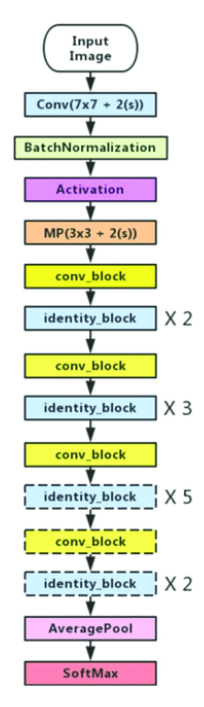 Input
Image
Conv(7x7 + 2(s))
BatchNormalization
Activation
MP(3x3 + 2(s))
conv_block
identity_block X 2
conv_block
identity_block X 3
conv_block
identity_block X 5
conv_block
identity_block X 2
AveragePool
SoftMax